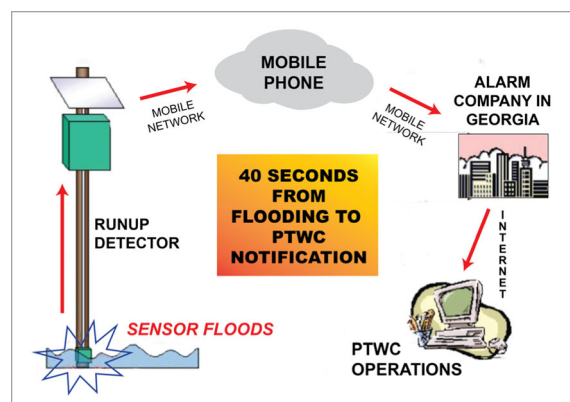 MOBILE
PHONE
MOBILE
NETWORK
MOBILE
NETWORK
ALARM
COMPANY IN
GEORGIA
40 SECONDS
FROM
FLOODING TO
PTWC
NOTIFICATION
RUNUP
DETECTOR
INTERNET
SENSOR FLOODS
PTWC
OPERATIONS